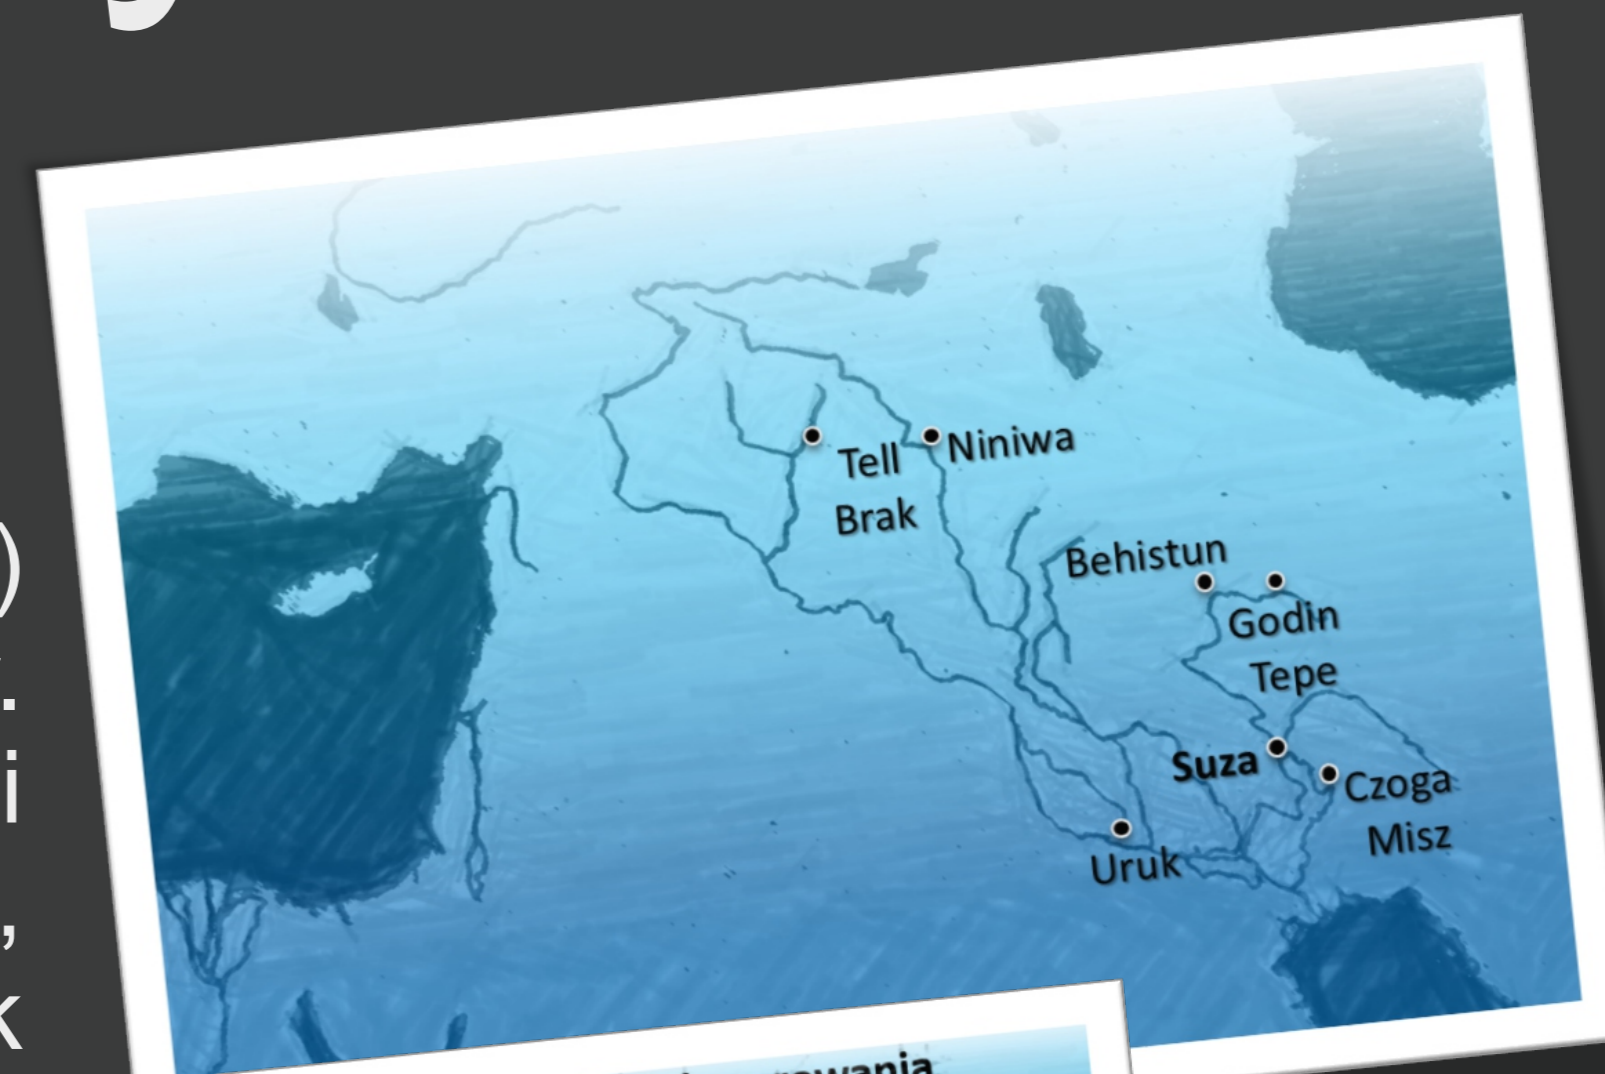 Niniwa
Tell
Brak
Behistun
Godin
Tepe
Suza
Czoga
Misz
Uruk
)
.
i
,
k